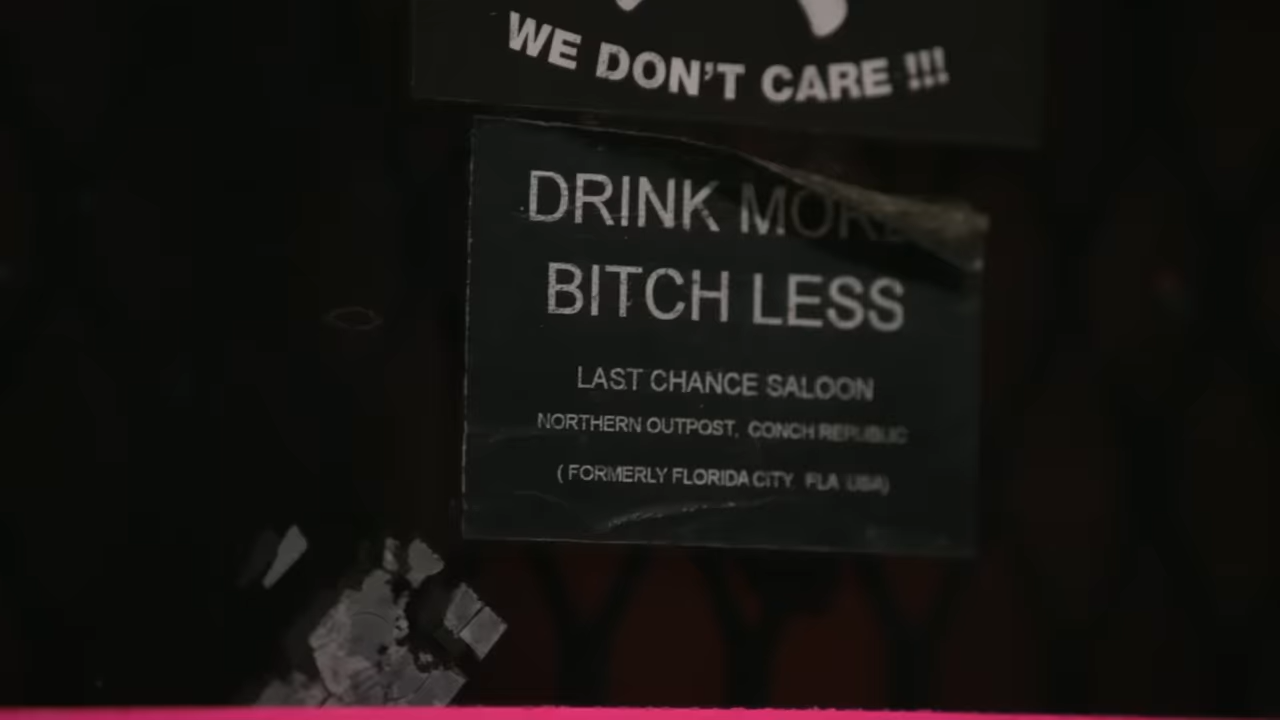 WE DON'T CARE !!!
DRINK MORE
BITCH LESS
LAST CHANCE SALOON
NORTHERN OUTPOST, CONCH REPUBLIC
( FORMERLY FLORIDA CITY, FLA USA)